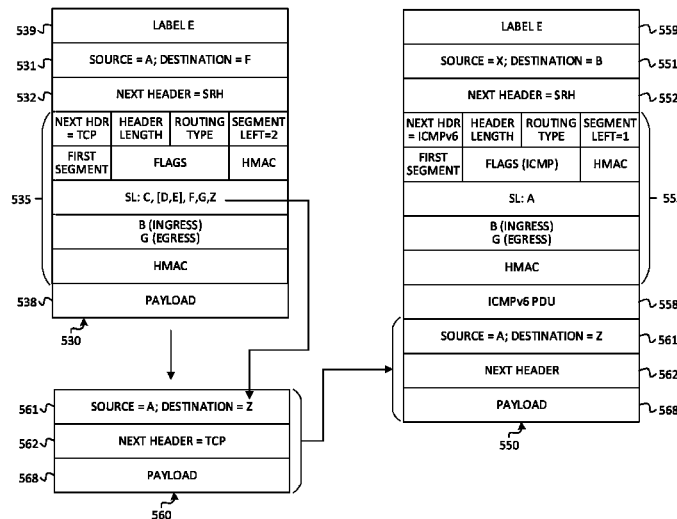 539
LABEL E
531
SOURCE = A; DESTINATION = F
532
NEXT HEADER = SRH
NEXT HDR = TCP
HEADER LENGTH
ROUTING TYPE
SEGMENT LEFT=2
FIRST SEGMENT
FLAGS
HMAC
535
SL: C, [D,E], F,G,Z
B (INGRESS)
G (EGRESS)
HMAC
538
PAYLOAD
530
561
SOURCE = A; DESTINATION = Z
562
NEXT HEADER = TCP
568
PAYLOAD
560
LABEL E
559
SOURCE = X; DESTINATION = B
551
NEXT HEADER = SRH
552
NEXT HDR = ICMPv6
HEADER LENGTH
ROUTING TYPE
SEGMENT LEFT=1
FIRST SEGMENT
FLAGS (ICMP)
HMAC
SL: A
B (INGRESS)
G (EGRESS)
HMAC
ICMPv6 PDU
558
SOURCE = A; DESTINATION = Z
561
NEXT HEADER
562
PAYLOAD
568
550